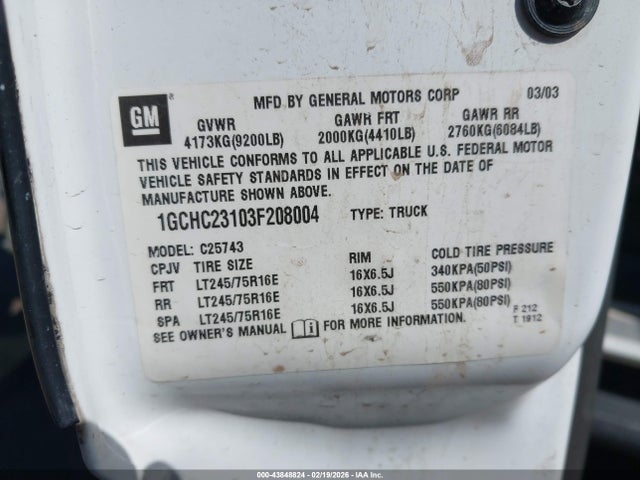 GM ®
MFD BY GENERAL MOTORS CORP 03/03
GVWR GAWR FRT GAWR RR
4173KG(9200LB) 2000KG(4410LB) 2760KG(6084LB)
THIS VEHICLE CONFORMS TO ALL APPLICABLE U.S. FEDERAL MOTOR
VEHICLE SAFETY STANDARDS IN EFFECT ON THE DATE OF
MANUFACTURE SHOWN ABOVE.
1GCHC23103F208004 TYPE: TRUCK
MODEL: C25743
CPJV TIRE SIZE RIM COLD TIRE PRESSURE
FRT LT245/75R16E 16X6.5J 340KPA(50PSI)
RR LT245/75R16E 16X6.5J 550KPA(80PSI)
SPA LT245/75R16E 16X6.5J 550KPA(80PSI)
SEE OWNER'S MANUAL i FOR MORE INFORMATION.
F 212
T 1912
000-43848824 | 02/19/2026 - IAA Inc.